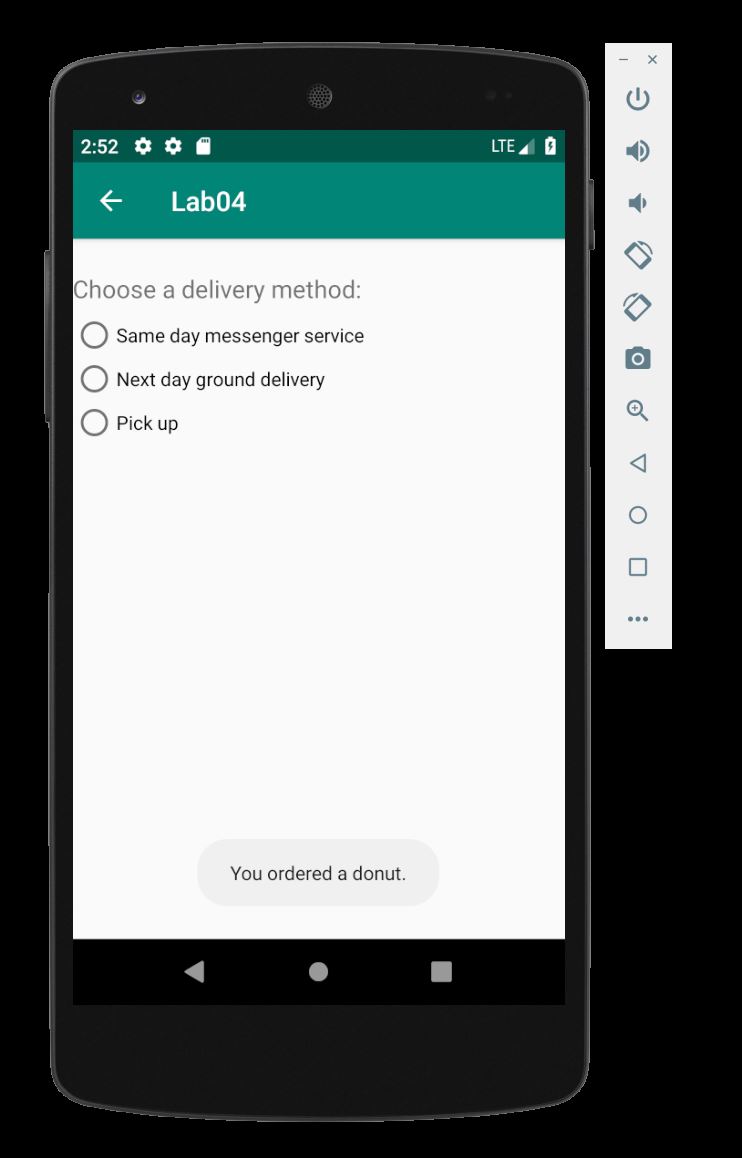 2:52 LTE
Lab04
Choose a delivery method:
Same day messenger service
Next day ground delivery
Pick up
You ordered a donut.